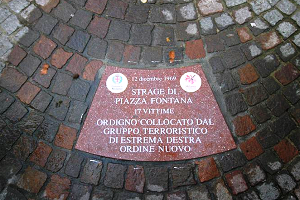 12 dicembre 1969
STRAGE DI
PIAZZA FONTANA
17 VITTIME
ORDIGNO COLLOCATO DAL
GRUPPO TERRORISTICO
DI ESTREMA DESTRA
ORDINE NUOVO